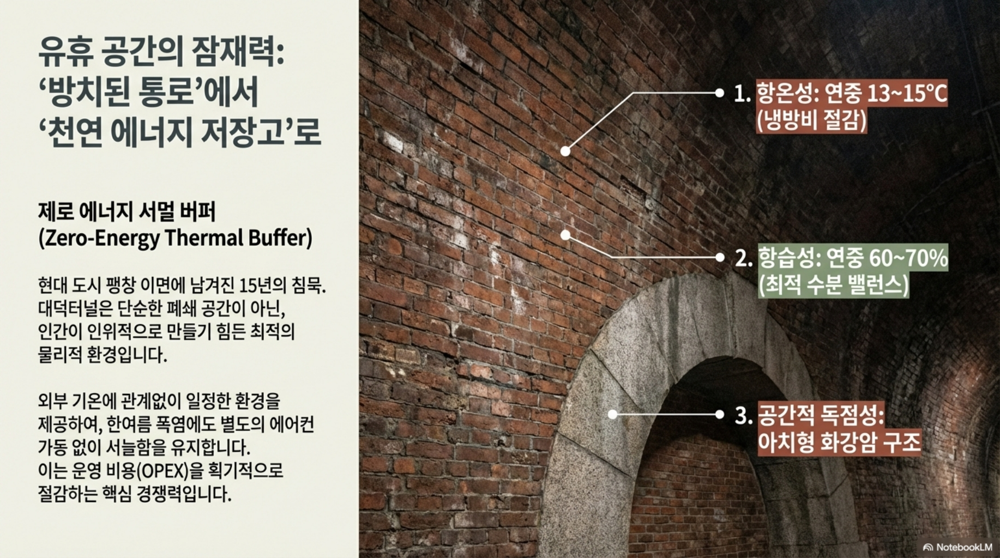 유휴 공간의 잠재력:
‘방치된 통로’에서
‘천연 에너지 저장고’로
제로 에너지 서멀 버퍼
(Zero-Energy Thermal Buffer)
현대 도시 팽창 이면에 남겨진 15년의 침묵.
대덕터널은 단순한 폐쇄 공간이 아닌,
인간이 인위적으로 만들기 힘든 최적의
물리적 환경입니다.
외부 기온에 관계없이 일정한 환경을
제공하여, 한여름 폭염에도 별도의 에어컨
가동 없이 서늘함을 유지합니다.
이는 운영 비용(OPEX)을 획기적으로
절감하는 핵심 경쟁력입니다.
1. 항온성: 연중 13~15°C
(냉방비 절감)
2. 항습성: 연중 60~70%
(최적 수분 밸런스)
3. 공간적 독점성:
아치형 화강암 구조
NotebookLM